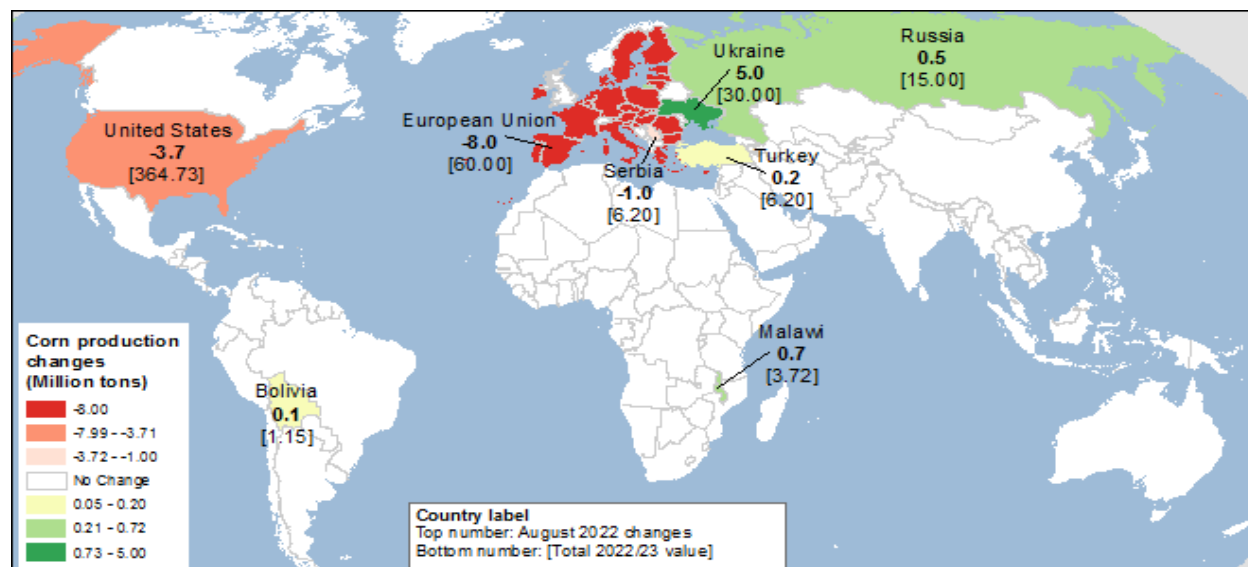 Russia
0.5
[15.00]
Ukraine
5.0
[30.00]
European Union
-8.0
[60.00]
United States
-3.7
[364.73]
Serbia
-1.0
[6.20]
Turkey
0.2
[6.20]
Malawi
0.7
[3.72]
Bolivia
0.1
[1.15]
Corn production
changes
(Million tons)
-8.00
-7.99 - -3.71
-3.72 - -1.00
No Change
0.05 - 0.20
0.21 - 0.72
0.73 - 5.00
Country label
Top number: August 2022 changes
Bottom number: [Total 2022/23 value]